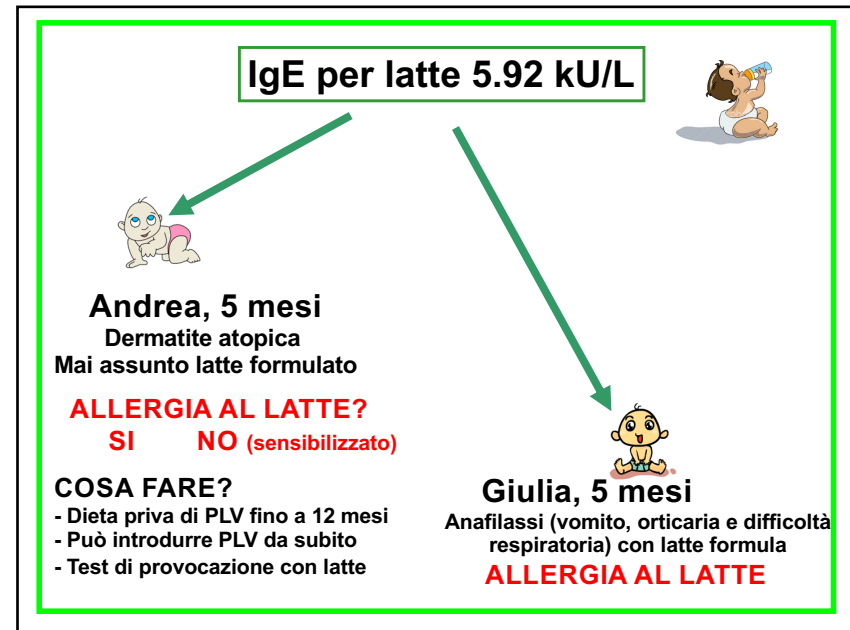 IgE per latte 5.92 kU/L
Andrea, 5 mesi
Dermatite atopica
Mai assunto latte formulato
ALLERGIA AL LATTE?
SI NO (sensibilizzato)
COSA FARE?
- Dieta priva di PLV fino a 12 mesi
- Può introdurre PLV da subito
- Test di provocazione con latte
Giulia, 5 mesi
Anafilassi (vomito, orticaria e difficoltà
respiratoria) con latte formula
ALLERGIA AL LATTE